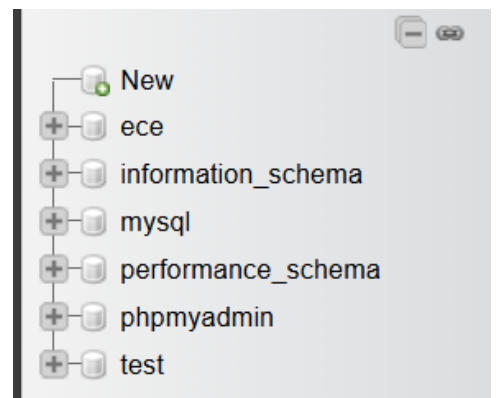 New
ece
information_schema
mysql
performance_schema
phpmyadmin
test